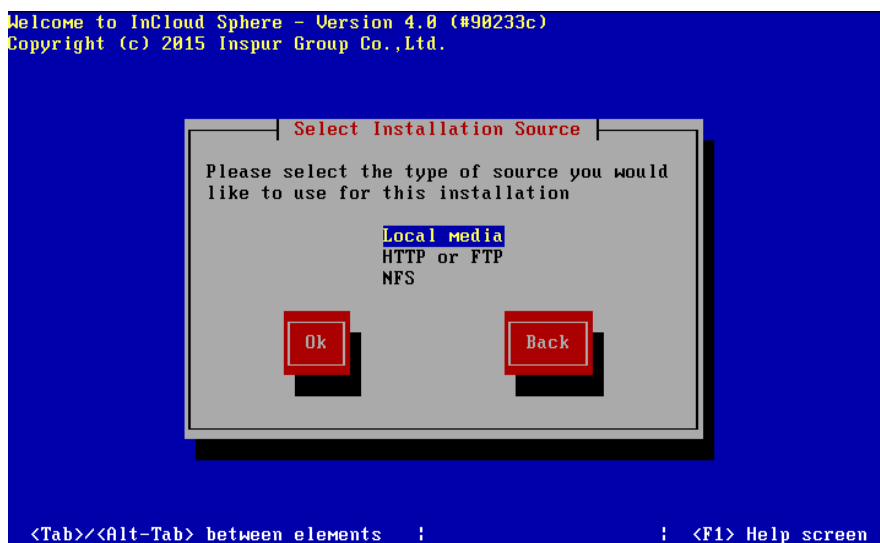 Welcome to InCloud Sphere - Version 4.0 (#90233c)
Copyright (c) 2015 Inspur Group Co.,Ltd.
Select Installation Source
Please select the type of source you would
like to use for this installation
Local media
HTTP or FTP
NFS
Ok Back
<Tab>/<Alt-Tab> between elements ¦ ¦ <F1> Help screen